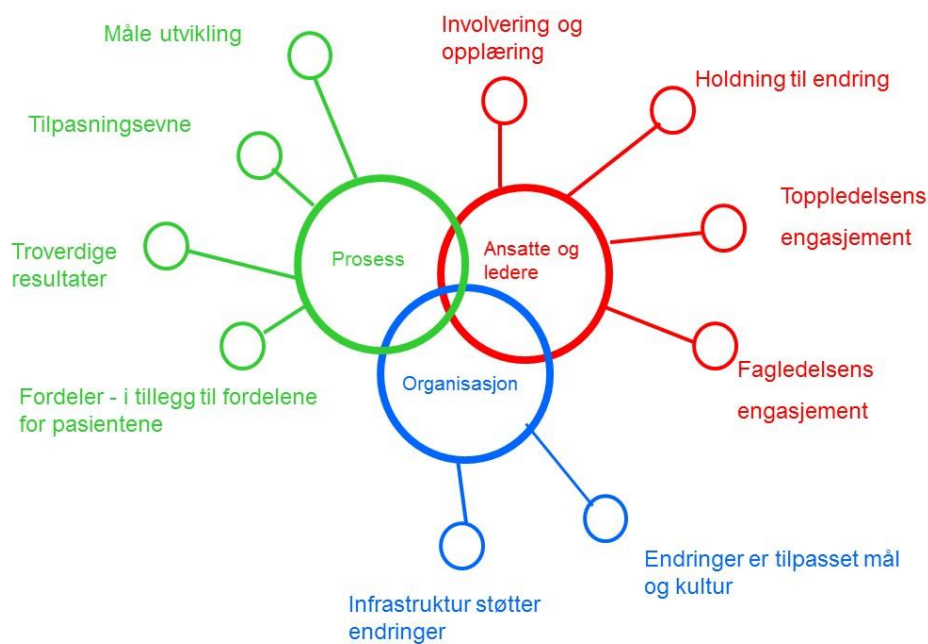 Måle utvikling
Tilpasningsevne
Troverdige
resultater
Fordeler - i tillegg til fordelene
for pasientene
Prosess
Involvering og
opplæring
Holdning til endring
Toppledelsens
engasjement
Fagledelsens
engasjement
Ansatte og
ledere
Organisasjon
Infrastruktur støtter
endringer
Endringer er tilpasset mål
og kultur